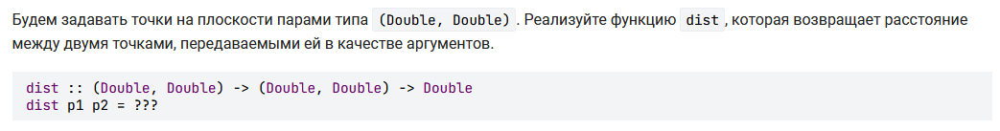 Будем задавать точки на плоскости парами типа (Double, Double) . Реализуйте функцию dist , которая возвращает расстояние
между двумя точками, передаваемыми ей в качестве аргументов.
dist :: (Double, Double) -> (Double, Double) -> Double
dist p1 p2 = ???